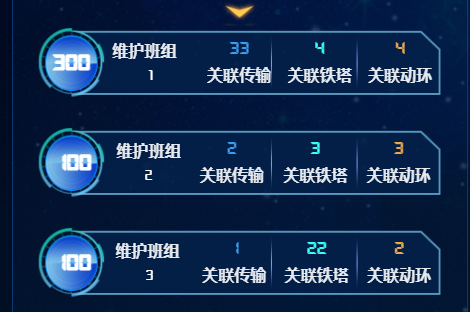 300 维护班组 33 4 4
1 关联传输 关联铁塔 关联动环
100 维护班组 2 3 3
2 关联传输 关联铁塔 关联动环
100 维护班组 1 22 2
3 关联传输 关联铁塔 关联动环